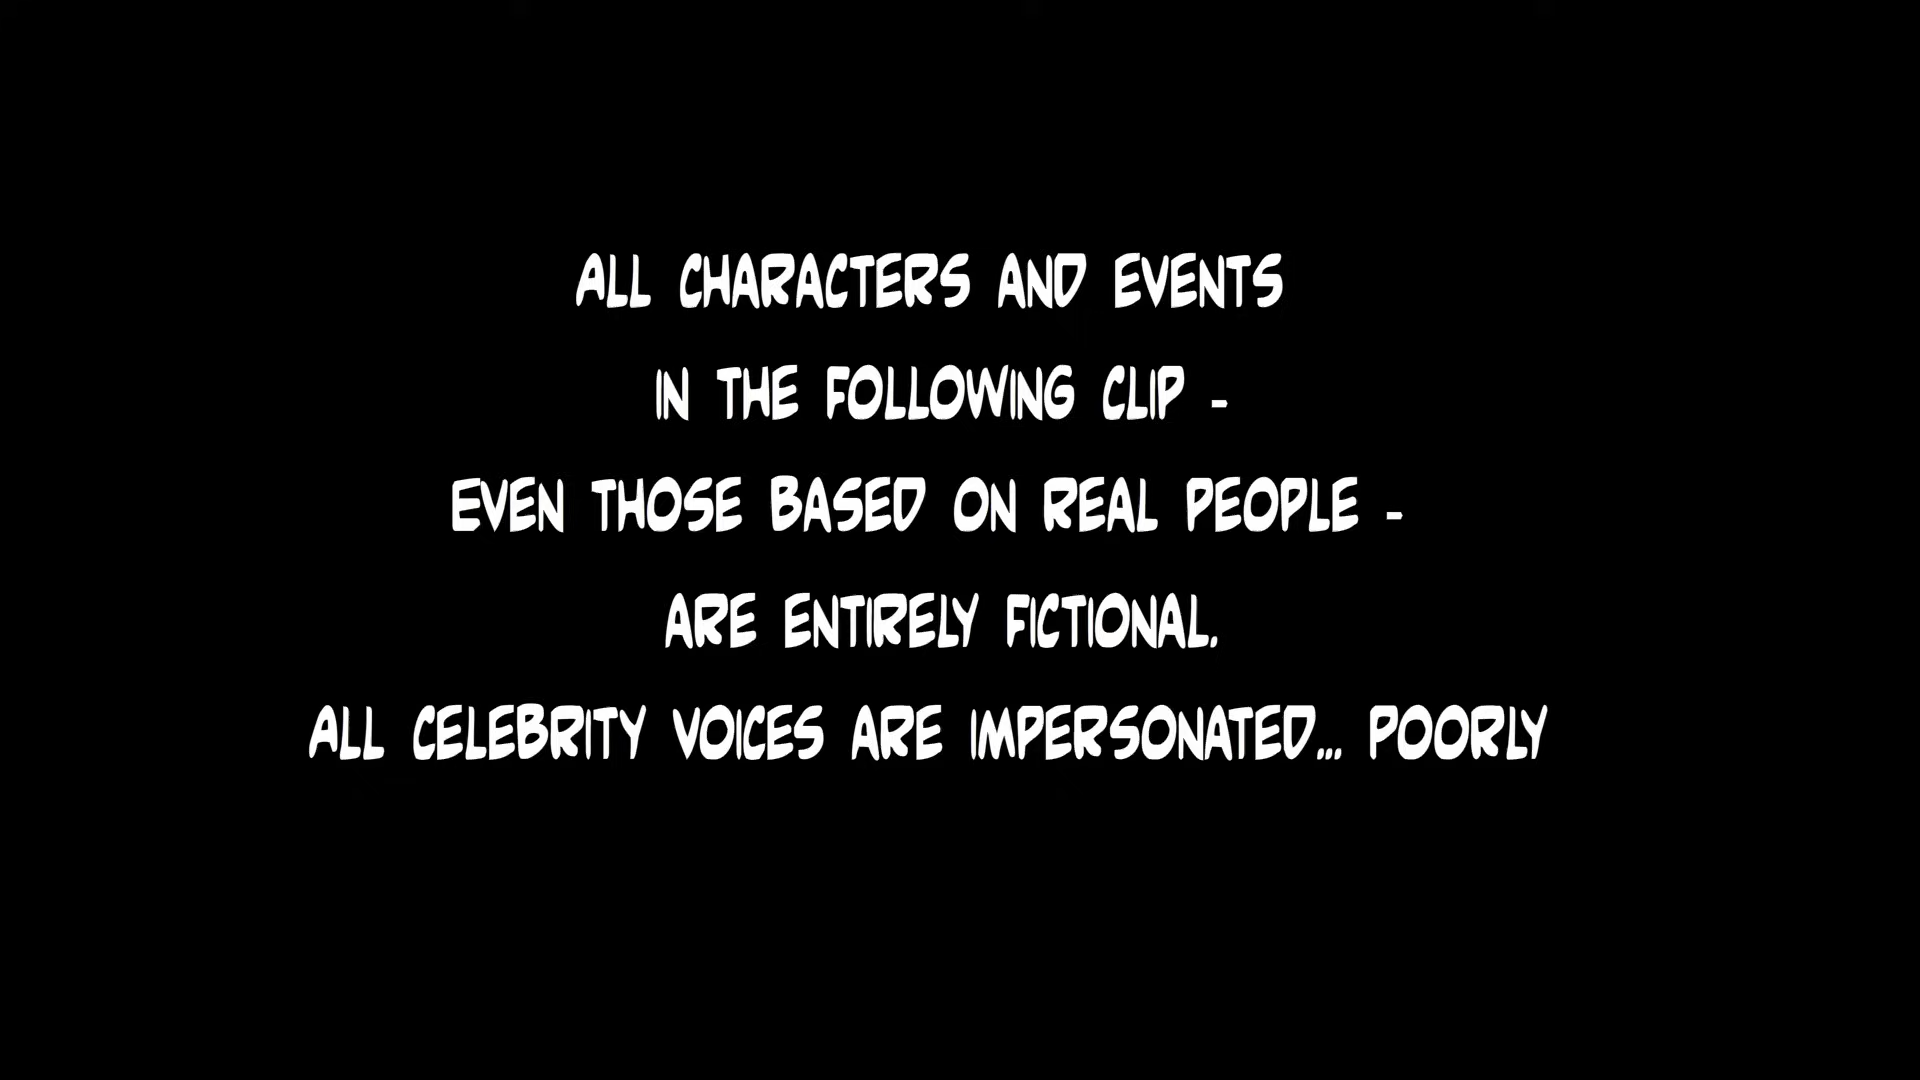 ALL CHARACTERS AND EVENTS
IN THE FOLLOWING CLIP -
EVEN THOSE BASED ON REAL PEOPLE -
ARE ENTIRELY FICTIONAL.
ALL CELEBRITY VOICES ARE IMPERSONATED... POORLY